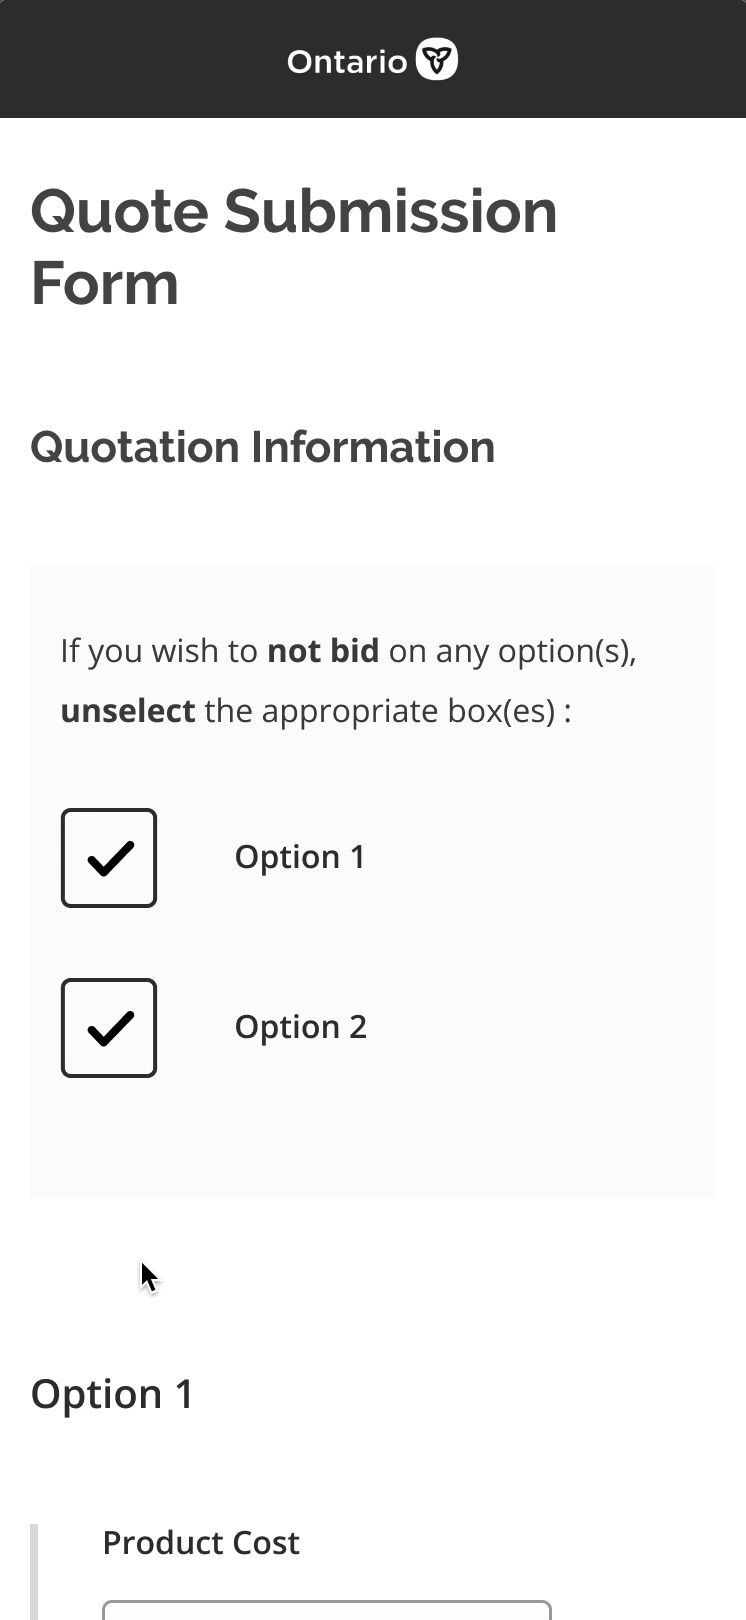 Ontario
Quote Submission
Form
Quotation Information
If you wish to not bid on any option(s),
unselect the appropriate box(es) :
Option 1
Option 2
Option 1
Product Cost